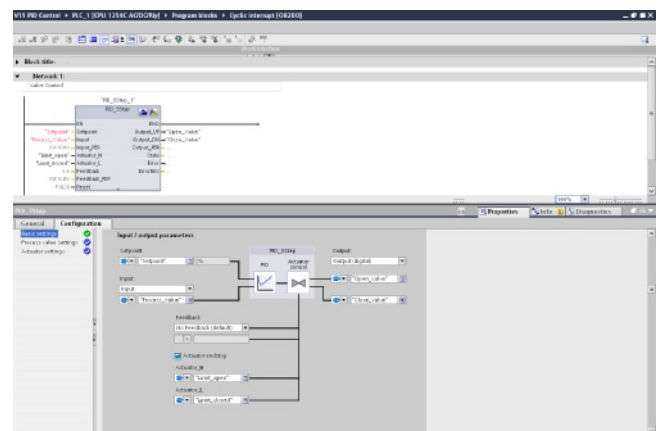 V11 PID Control ▸ PLC_1 [CPU 1214C AC/DC/Rly] ▸ Program blocks ▸ Cyclic interrupt [OB200]
Block interface
Block title:
Network 1:
Valve Control
"PID_3Step_1"
PID_3Step
EN
ENO
"Setpoint" Setpoint
Output_UP "Open_Valve"
"Process_Value" Input
Output_DN "Close_Valve"
Input_PER
Output_PER
"Limit_open" Actuator_H
State
"Limit_closed" Actuator_L
Error
Feedback
ErrorBits
Feedback_PER
Reset
100%
PID_3Step
Properties
Info
Diagnostics
General
Configuration
Basic settings
Process value settings
Actuator settings
Input / output parameters
Setpoint:
PID_3Step
Output:
"Setpoint"
%
PID
Actuator control
Output (digital)
"Open_Valve"
Input:
Input
"Process_Value"
"Close_Valve"
Feedback:
No Feedback (default)
Actuator endstop
Actuator_H
"Limit_open"
Actuator_L
"Limit_closed"